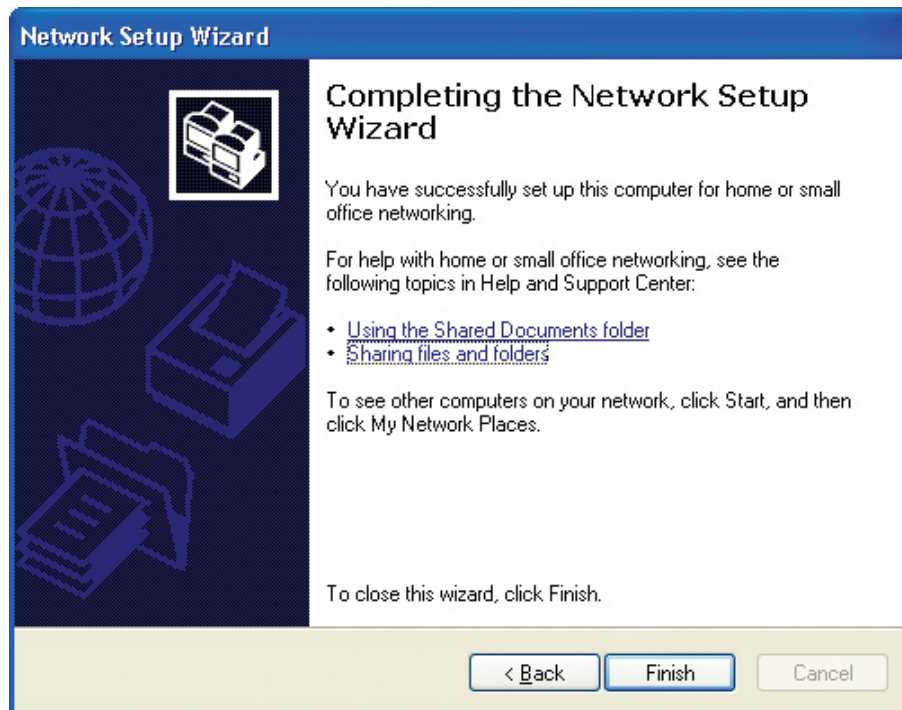 Network Setup Wizard
Completing the Network Setup
Wizard
You have successfully set up this computer for home or small
office networking.
For help with home or small office networking, see the
following topics in Help and Support Center:
• Using the Shared Documents folder
• Sharing files and folders
To see other computers on your network, click Start, and then
click My Network Places.
To close this wizard, click Finish.
< Back
Finish
Cancel